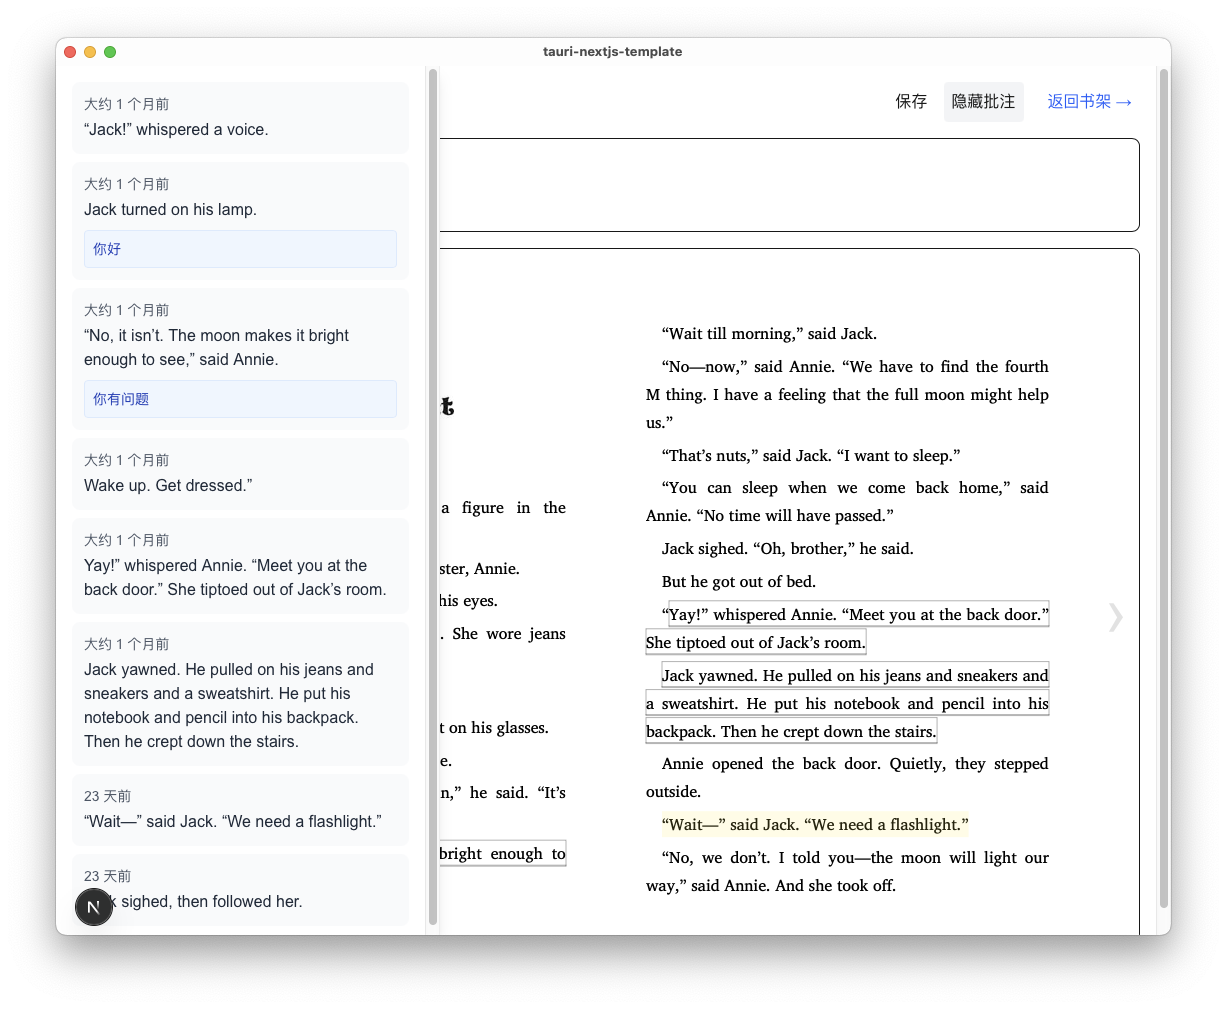 tauri-nextjs-template
大约 1 个月前
“Jack!” whispered a voice.
大约 1 个月前
Jack turned on his lamp.
你好
大约 1 个月前
“No, it isn’t. The moon makes it bright
enough to see,” said Annie.
你有问题
大约 1 个月前
Wake up. Get dressed.”
大约 1 个月前
Yay!” whispered Annie. “Meet you at the
back door.” She tiptoed out of Jack’s room.
大约 1 个月前
Jack yawned. He pulled on his jeans and
sneakers and a sweatshirt. He put his
notebook and pencil into his backpack.
Then he crept down the stairs.
23 天前
“Wait—” said Jack. “We need a flashlight.”
23 天前
sighed, then followed her.
N
保存
隐藏批注
返回书架 →
t
a figure in the
ster, Annie.
his eyes.
. She wore jeans
t on his glasses.
e.
n,” he said. “It’s
bright enough to
“Wait till morning,” said Jack.
“No—now,” said Annie. “We have to find the fourth
M thing. I have a feeling that the full moon might help
us.”
“That’s nuts,” said Jack. “I want to sleep.”
“You can sleep when we come back home,” said
Annie. “No time will have passed.”
Jack sighed. “Oh, brother,” he said.
But he got out of bed.
“Yay!” whispered Annie. “Meet you at the back door.”
She tiptoed out of Jack’s room.
Jack yawned. He pulled on his jeans and sneakers and
a sweatshirt. He put his notebook and pencil into his
backpack. Then he crept down the stairs.
Annie opened the back door. Quietly, they stepped
outside.
“Wait—” said Jack. “We need a flashlight.”
“No, we don’t. I told you—the moon will light our
way,” said Annie. And she took off.